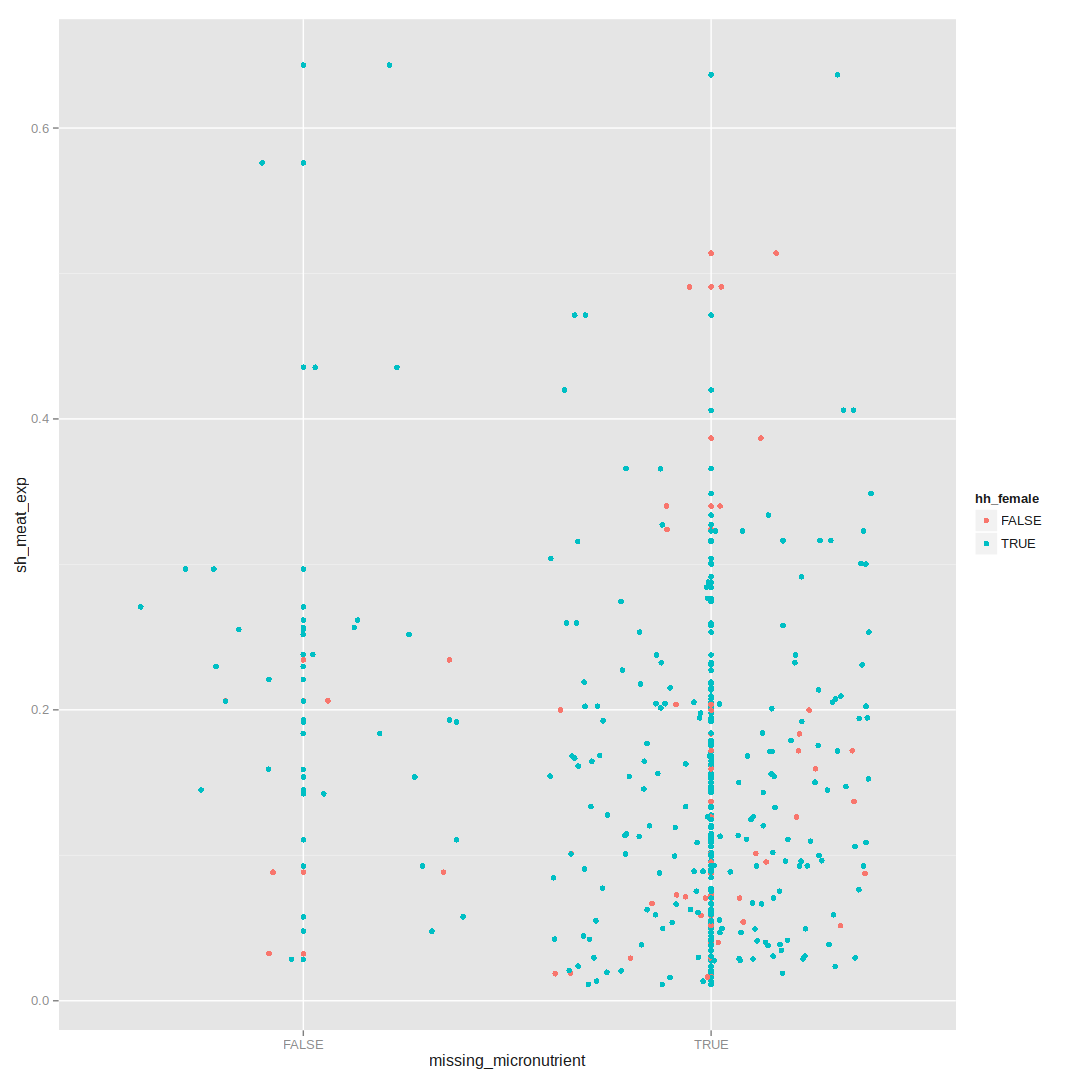 sh_meat_exp
0.6
0.4
0.2
0.0
FALSE
TRUE
missing_micronutrient
hh_female
FALSE
TRUE